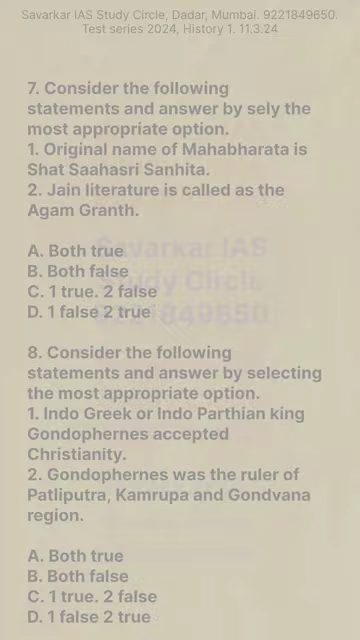 Savarkar IAS Study Circle, Dadar, Mumbai. 9221849650.
Test series 2024, History 1. 11.3.24
7. Consider the following
statements and answer by sely the
most appropriate option.
1. Original name of Mahabharata is
Shat Saahasri Sanhita.
2. Jain literature is called as the
Agam Granth.
A. Both true
B. Both false
C. 1 true. 2 false
D. 1 false 2 true
Savarkar IAS
Study Circle
9221849650
8. Consider the following
statements and answer by selecting
the most appropriate option.
1. Indo Greek or Indo Parthian king
Gondophernes accepted
Christianity.
2. Gondophernes was the ruler of
Patliputra, Kamrupa and Gondvana
region.
A. Both true
B. Both false
C. 1 true. 2 false
D. 1 false 2 true